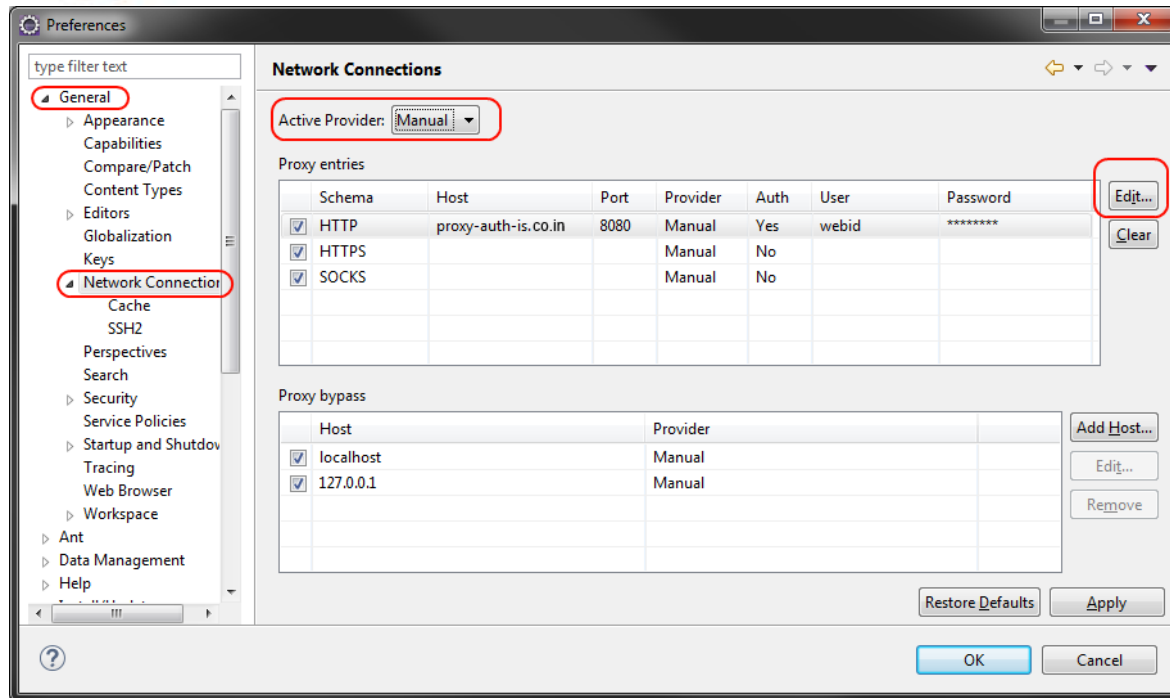 Preferences
type filter text
General
Appearance
Capabilities
Compare/Patch
Content Types
Editors
Globalization
Keys
Network Connection
Cache
SSH2
Perspectives
Search
Security
Service Policies
Startup and Shutdow
Tracing
Web Browser
Workspace
Ant
Data Management
Help
Network Connections
Active Provider: Manual
Proxy entries
Schema Host Port Provider Auth User Password
HTTP proxy-auth-is.co.in 8080 Manual Yes webid ********
HTTPS Manual No
SOCKS Manual No
Edit...
Clear
Proxy bypass
Host Provider
localhost Manual
127.0.0.1 Manual
Add Host...
Edit...
Remove
Restore Defaults Apply
OK Cancel